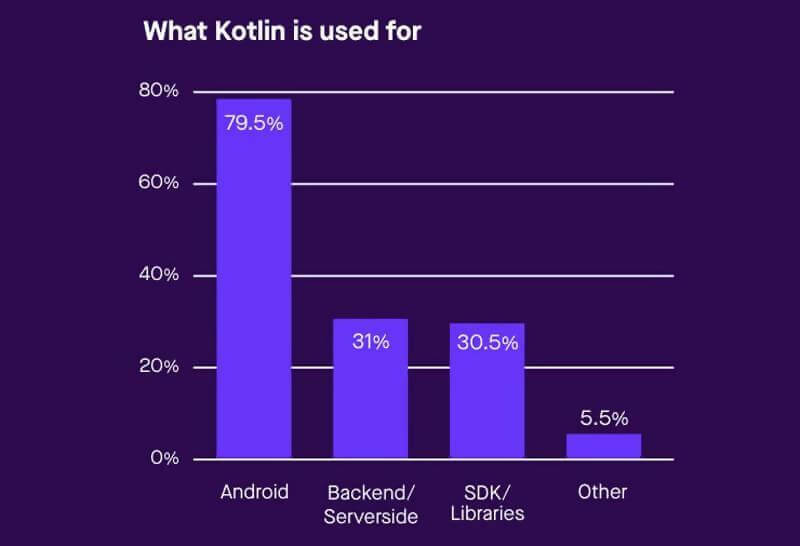 What Kotlin is used for
80%
79.5%
60%
40%
31%
30.5%
20%
5.5%
0%
Android
Backend/
Serverside
SDK/
Libraries
Other